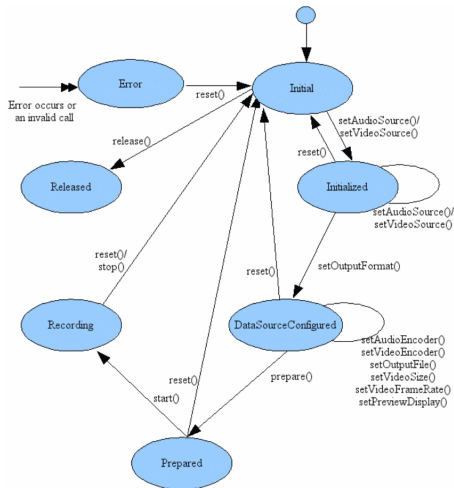 Error
Initial
reset()
Error occurs or
an invalid call
setAudioSource()/
setVideoSource()
release()
reset()
Released
Initialized
setAudioSource()/
setVideoSource()
reset()/
stop()
setOutputFormat()
reset()
Recording
DataSourceConfigured
setAudioEncoder()
setVideoEncoder()
setOutputFile()
setVideoSize()
setVideoFrameRate()
setPreviewDisplay()
reset()
prepare()
start()
Prepared